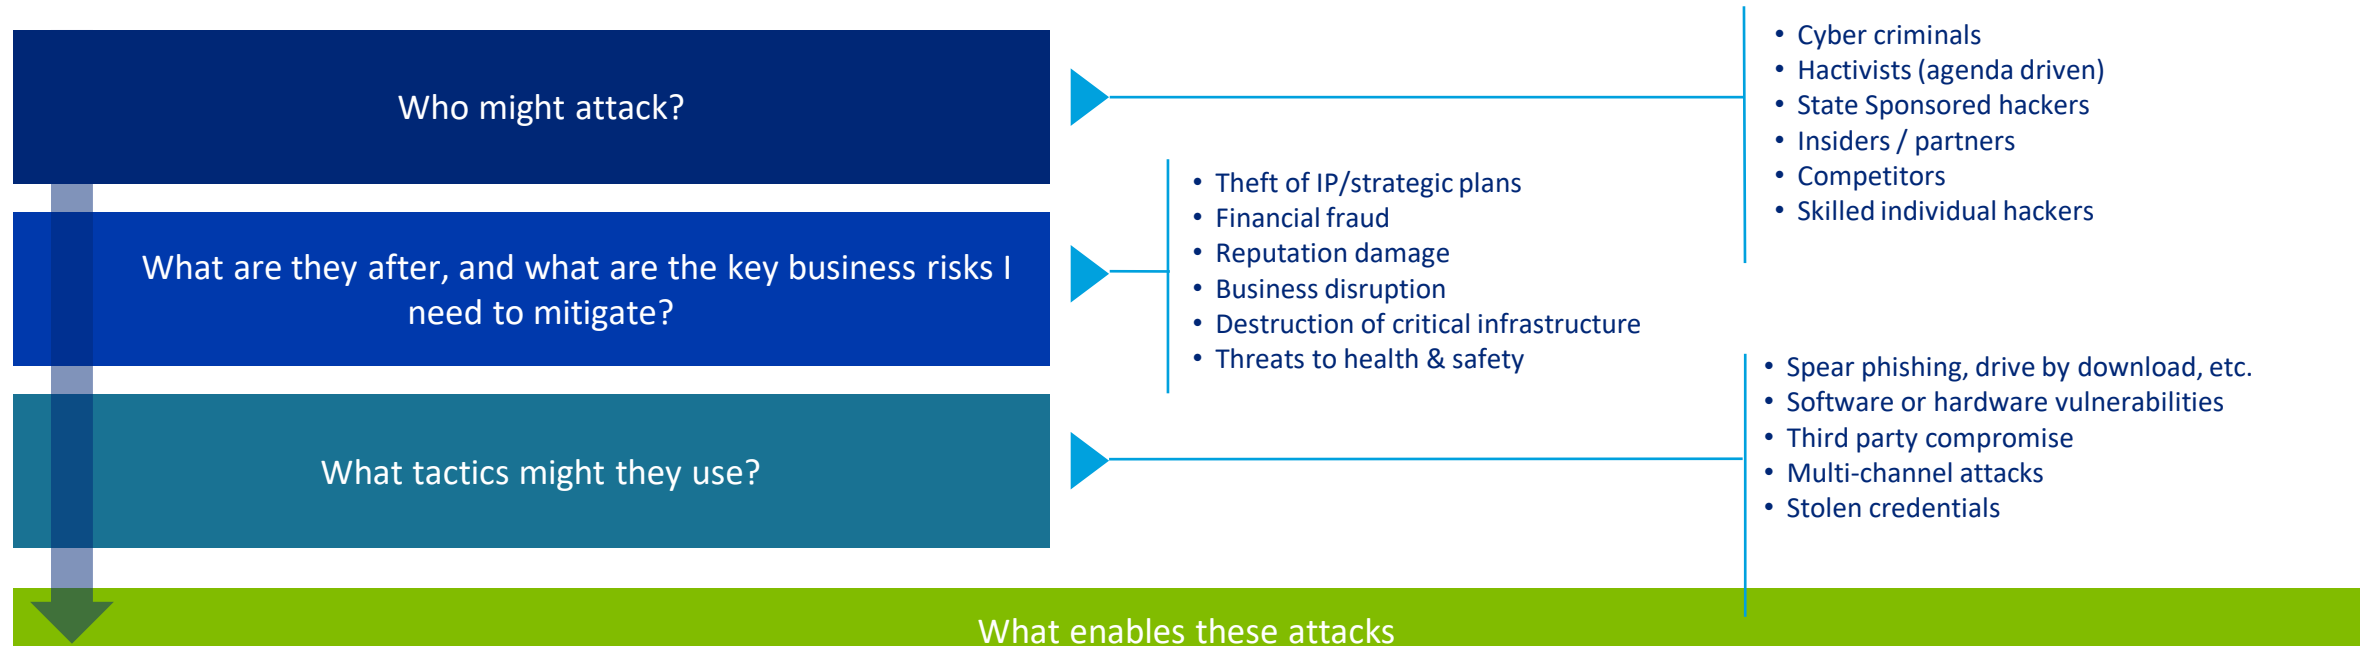 Who might attack?
• Cyber criminals
• Hactivists (agenda driven)
• State Sponsored hackers
• Insiders / partners
• Competitors
• Skilled individual hackers
What are they after, and what are the key business risks I
need to mitigate?
• Theft of IP/strategic plans
• Financial fraud
• Reputation damage
• Business disruption
• Destruction of critical infrastructure
• Threats to health & safety
What tactics might they use?
• Spear phishing, drive by download, etc.
• Software or hardware vulnerabilities
• Third party compromise
• Multi-channel attacks
• Stolen credentials
What enables these attacks